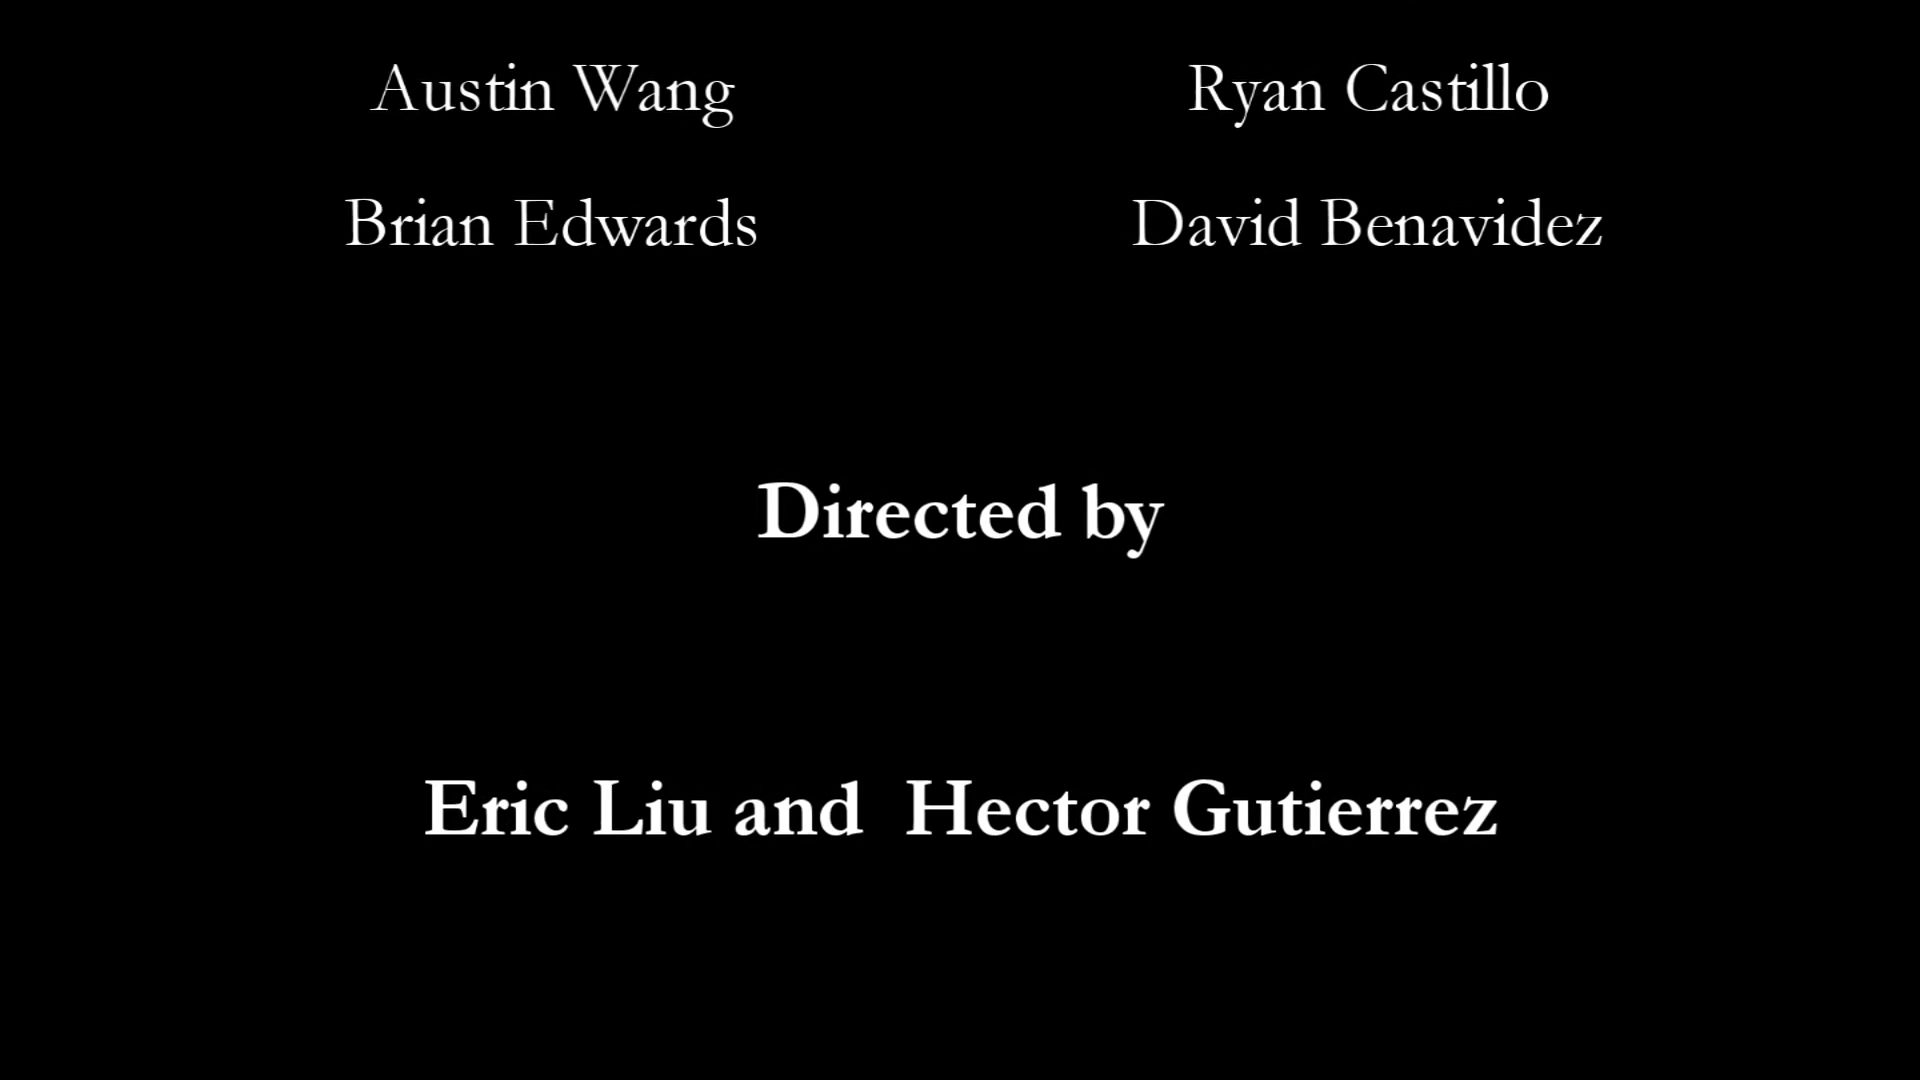 Austin Wang Ryan Castillo
Brian Edwards David Benavidez
Directed by
Eric Liu and  Hector Gutierrez